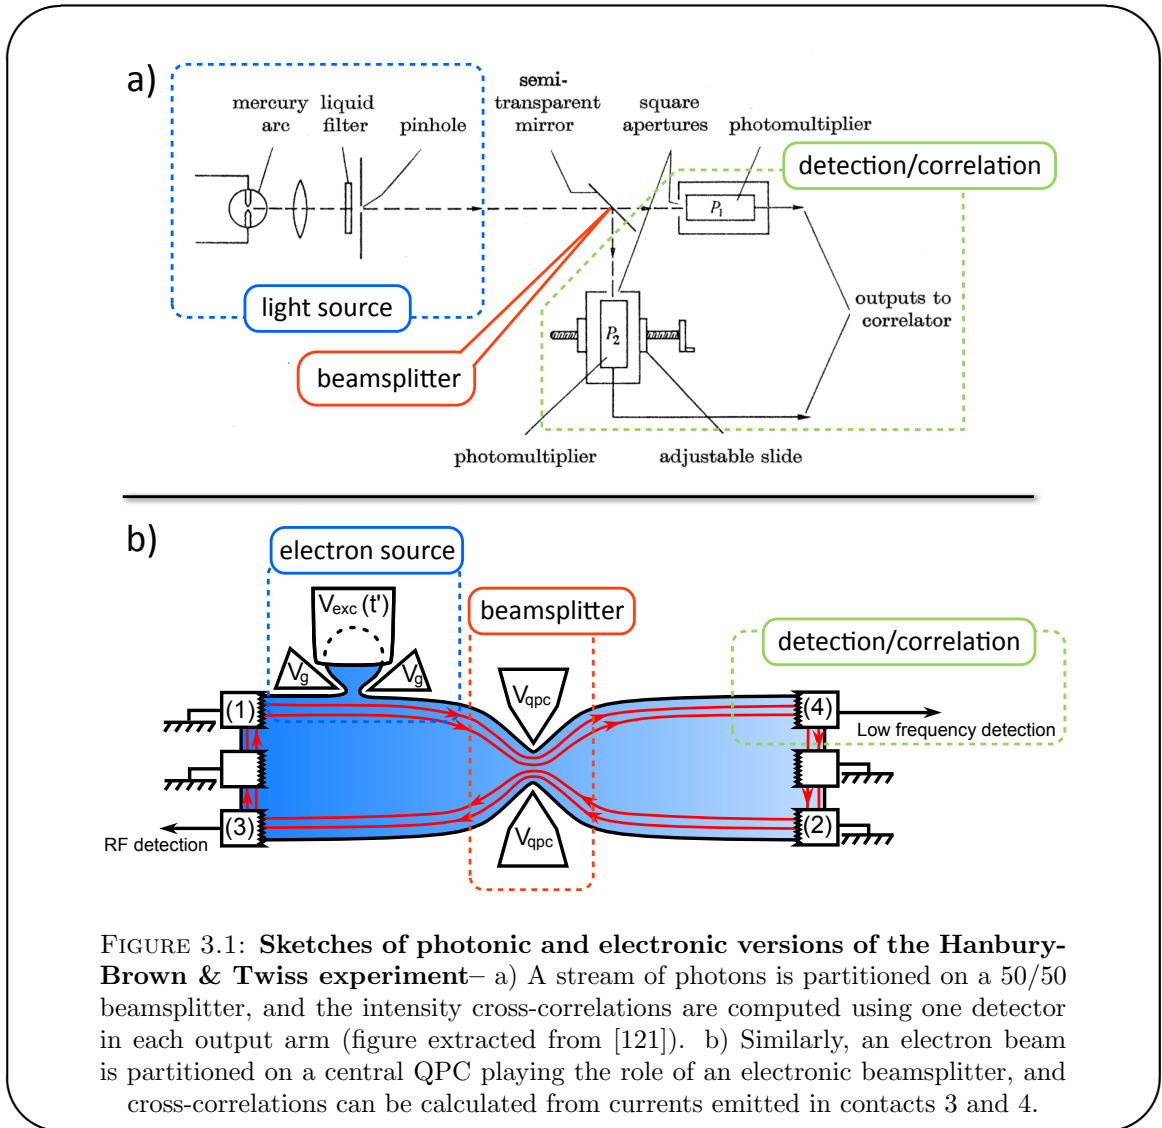 a)
mercury arc
liquid filter
pinhole
semi-transparent mirror
square apertures
photomultiplier
detection/correlation
P1
light source
outputs to correlator
P2
beamsplitter
photomultiplier
adjustable slide
b)
electron source
Vexc (t')
beamsplitter
detection/correlation
Vg
Vg
Vqpc
(1)
(4)
Low frequency detection
(3)
(2)
RF detection
Vqpc
FIGURE 3.1: Sketches of photonic and electronic versions of the Hanbury-
Brown & Twiss experiment– a) A stream of photons is partitioned on a 50/50
beamsplitter, and the intensity cross-correlations are computed using one detector
in each output arm (figure extracted from [121]). b) Similarly, an electron beam
is partitioned on a central QPC playing the role of an electronic beamsplitter, and
cross-correlations can be calculated from currents emitted in contacts 3 and 4.